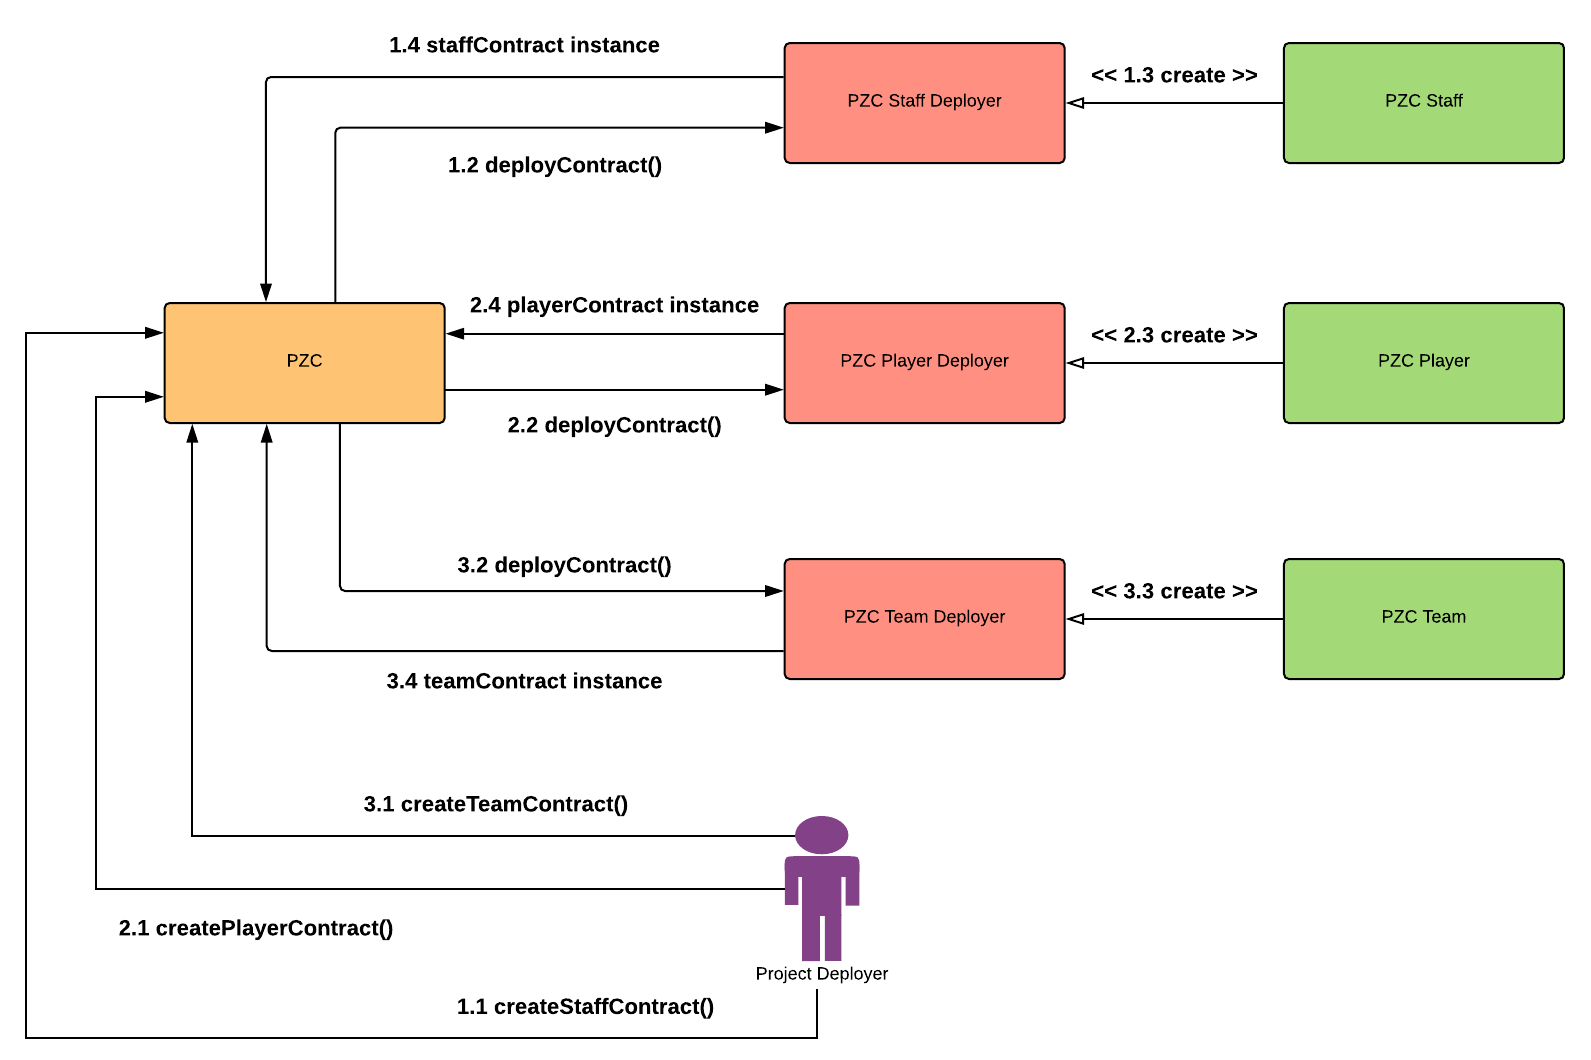 1.4 staffContract instance
PZC Staff Deployer
<< 1.3 create >>
PZC Staff
1.2 deployContract()
PZC
2.4 playerContract instance
PZC Player Deployer
<< 2.3 create >>
PZC Player
2.2 deployContract()
3.2 deployContract()
PZC Team Deployer
<< 3.3 create >>
PZC Team
3.4 teamContract instance
3.1 createTeamContract()
2.1 createPlayerContract()
Project Deployer
1.1 createStaffContract()